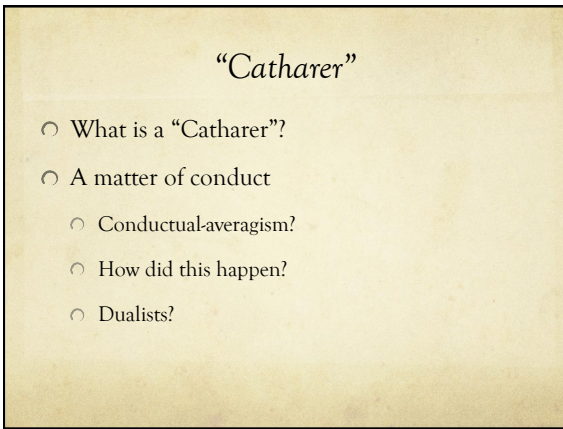 “Catharer”
What is a “Catharer”?
A matter of conduct
Conductual-averagism?
How did this happen?
Dualists?